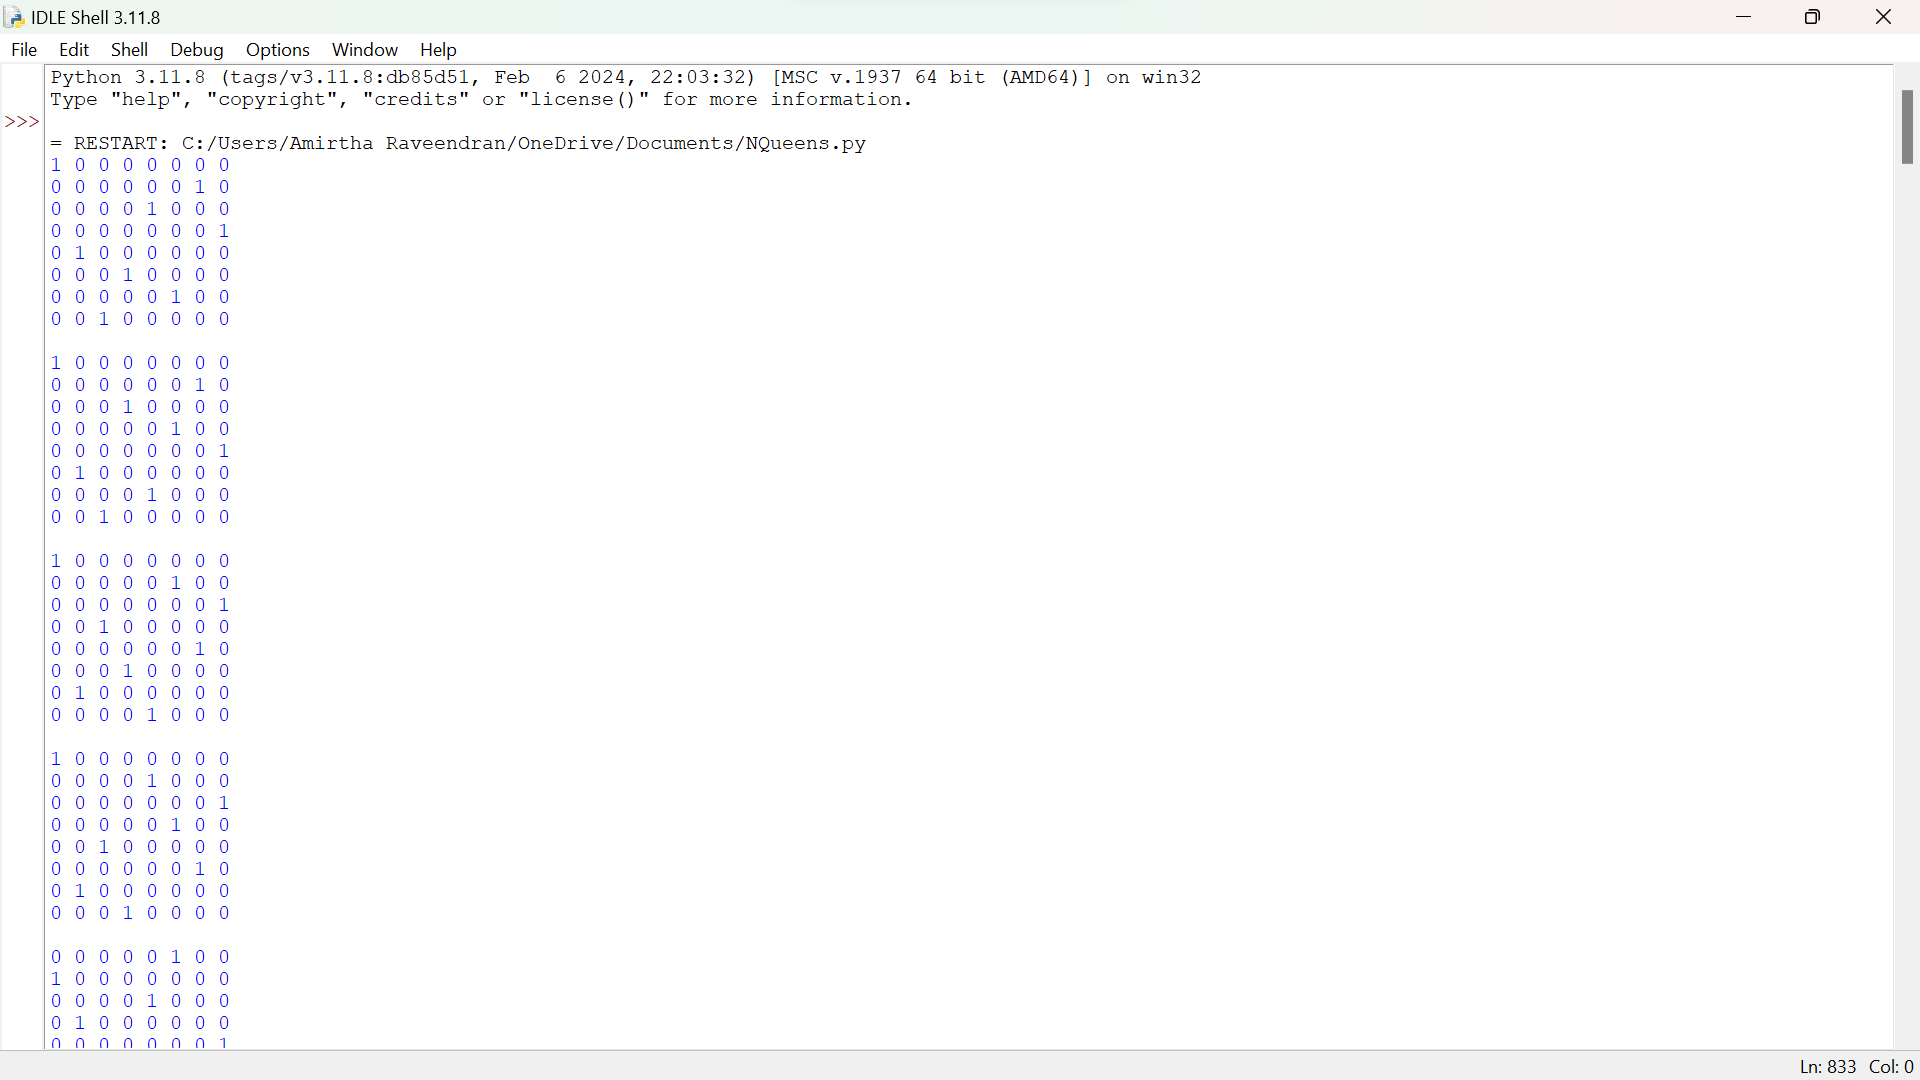 IDLE Shell 3.11.8
File Edit Shell Debug Options Window Help
Python 3.11.8 (tags/v3.11.8:db85d51, Feb  6 2024, 22:03:32) [MSC v.1937 64 bit (AMD64)] on win32
Type "help", "copyright", "credits" or "license()" for more information.
>>>
= RESTART: C:/Users/Amirtha Raveendran/OneDrive/Documents/NQueens.py
1 0 0 0 0 0 0 0
0 0 0 0 0 0 1 0
0 0 0 0 1 0 0 0
0 0 0 0 0 0 0 1
0 1 0 0 0 0 0 0
0 0 0 1 0 0 0 0
0 0 0 0 0 1 0 0
0 0 1 0 0 0 0 0

1 0 0 0 0 0 0 0
0 0 0 0 0 0 1 0
0 0 0 1 0 0 0 0
0 0 0 0 0 1 0 0
0 0 0 0 0 0 0 1
0 1 0 0 0 0 0 0
0 0 0 0 1 0 0 0
0 0 1 0 0 0 0 0

1 0 0 0 0 0 0 0
0 0 0 0 0 1 0 0
0 0 0 0 0 0 0 1
0 0 1 0 0 0 0 0
0 0 0 0 0 0 1 0
0 0 0 1 0 0 0 0
0 1 0 0 0 0 0 0
0 0 0 0 1 0 0 0

1 0 0 0 0 0 0 0
0 0 0 0 1 0 0 0
0 0 0 0 0 0 0 1
0 0 0 0 0 1 0 0
0 0 1 0 0 0 0 0
0 0 0 0 0 0 1 0
0 1 0 0 0 0 0 0
0 0 0 1 0 0 0 0

0 0 0 0 0 1 0 0
1 0 0 0 0 0 0 0
0 0 0 0 1 0 0 0
0 1 0 0 0 0 0 0
0 0 0 0 0 0 0 1
Ln: 833 Col: 0